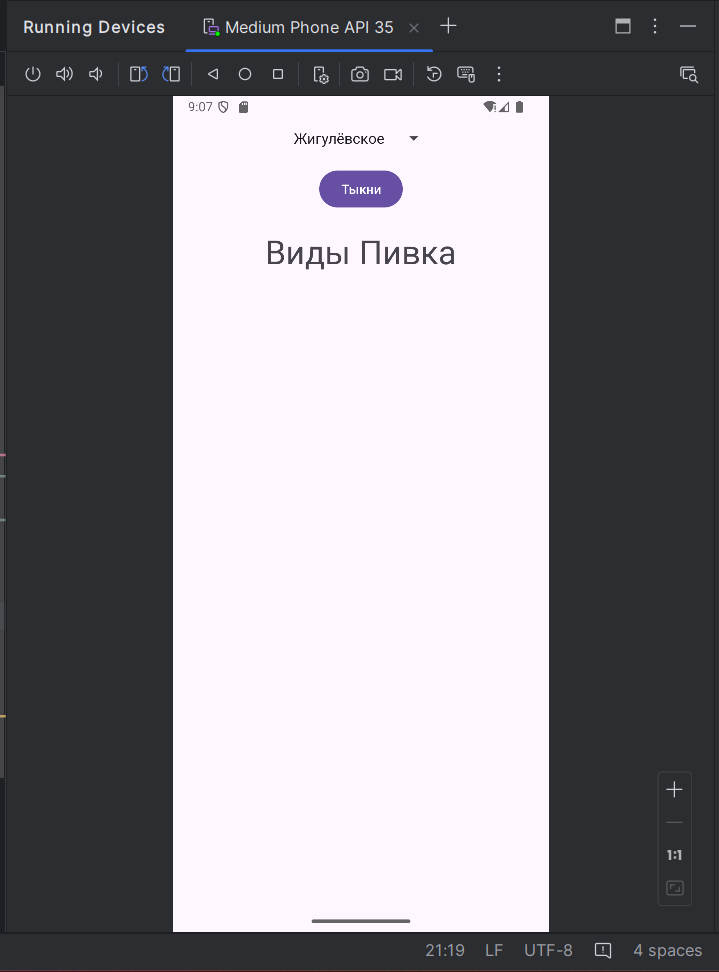 Running Devices Medium Phone API 35
9:07
Жигулёвское
Тыкни
Виды Пивка
1:1
21:19 LF UTF-8 4 spaces